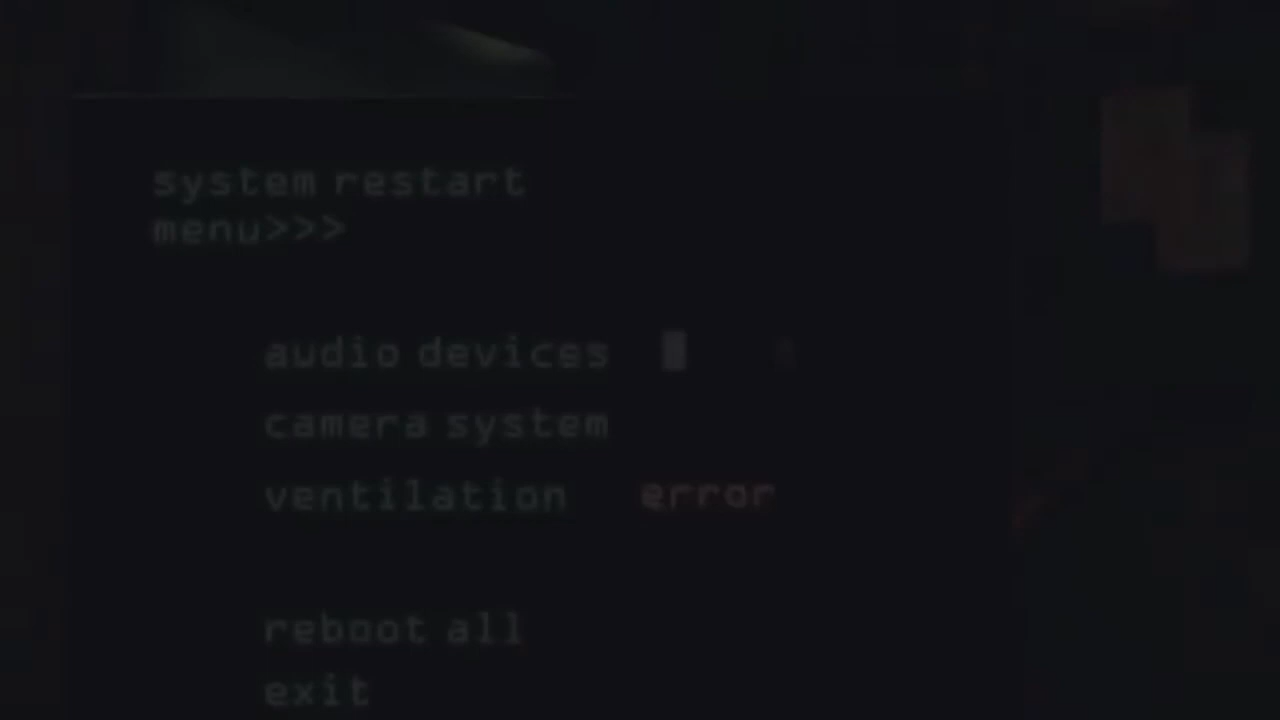 system restart
menu>>>
audio devices
camera system
ventilation error
reboot all
exit